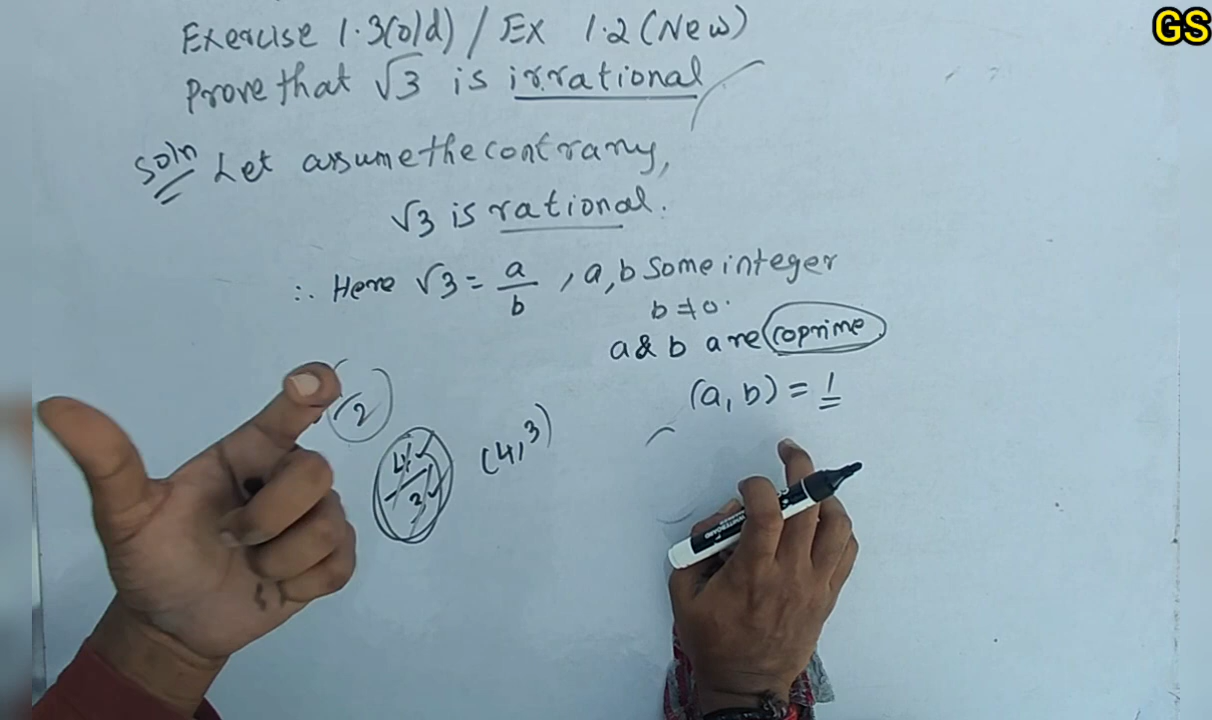 GS
Exercise 1.3(old) / Ex 1.2 (New)
Prove that √3 is irrational
Soln Let assume the contrary,
√3 is rational.
∴ Here √3 = a/b , a, b some integer
b ≠ 0.
a & b are coprime
(a, b) = 1
2
4/3 (4, 3)
WHITEBOARD